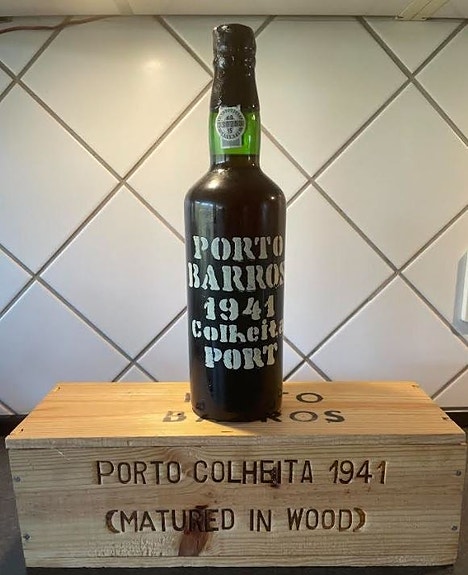 PORTO
BARROS
1941
Colheita
PORT
BARROS
PORTO COLHEITA 1941
(MATURED IN WOOD)